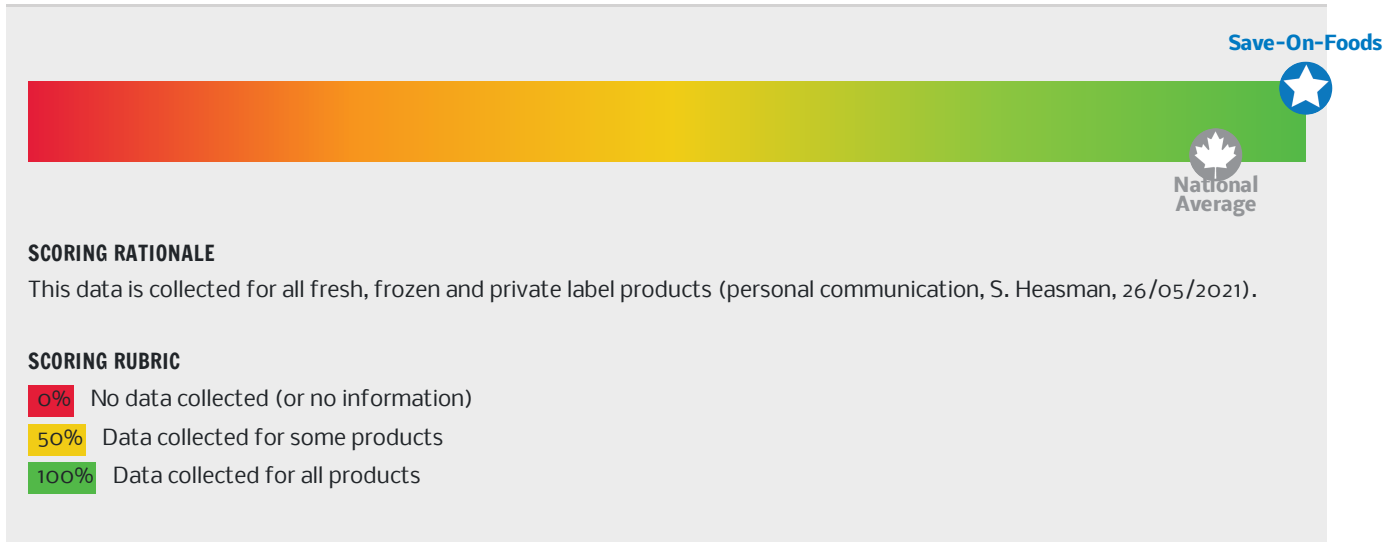 Save-On-Foods
National
Average
SCORING RATIONALE
This data is collected for all fresh, frozen and private label products (personal communication, S. Heasman, 26/05/2021).
SCORING RUBRIC
0% No data collected (or no information)
50% Data collected for some products
100% Data collected for all products